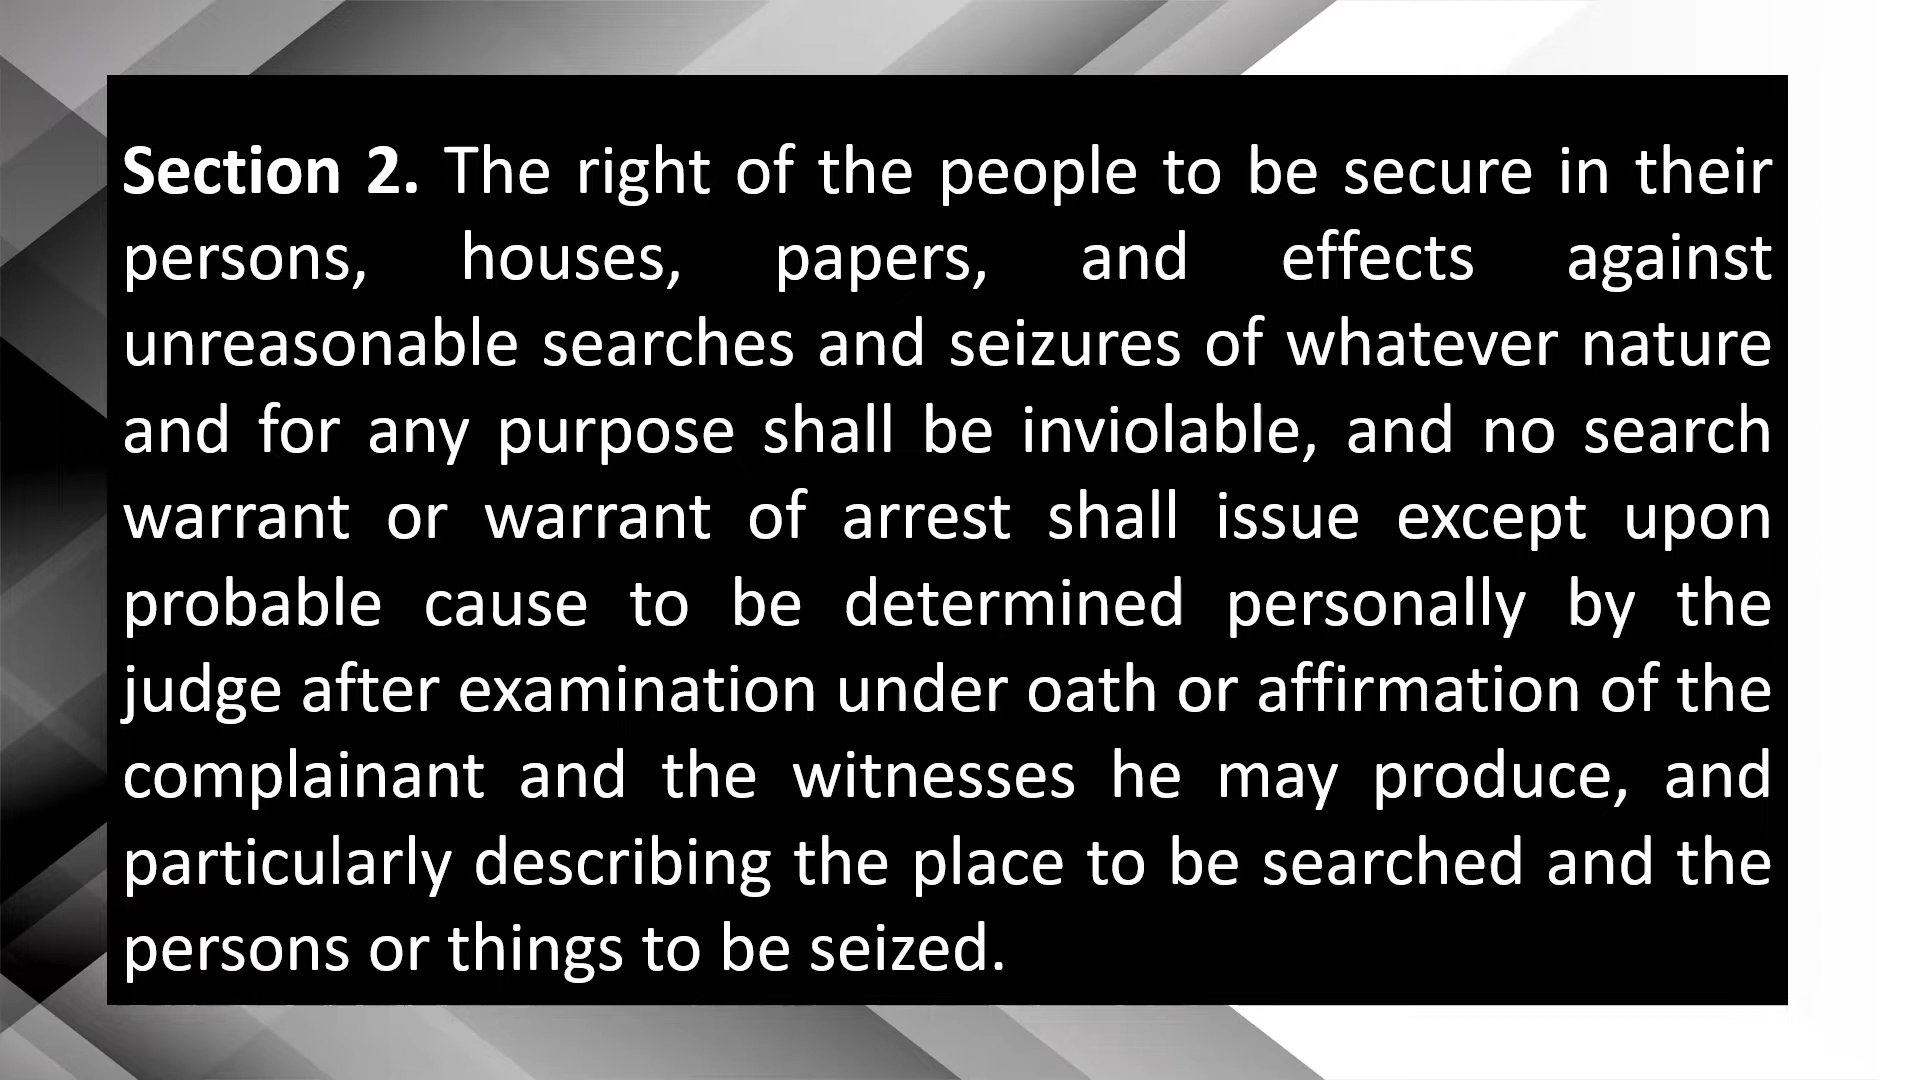 Section 2. The right of the people to be secure in their
persons, houses, papers, and effects against
unreasonable searches and seizures of whatever nature
and for any purpose shall be inviolable, and no search
warrant or warrant of arrest shall issue except upon
probable cause to be determined personally by the
judge after examination under oath or affirmation of the
complainant and the witnesses he may produce, and
particularly describing the place to be searched and the
persons or things to be seized.